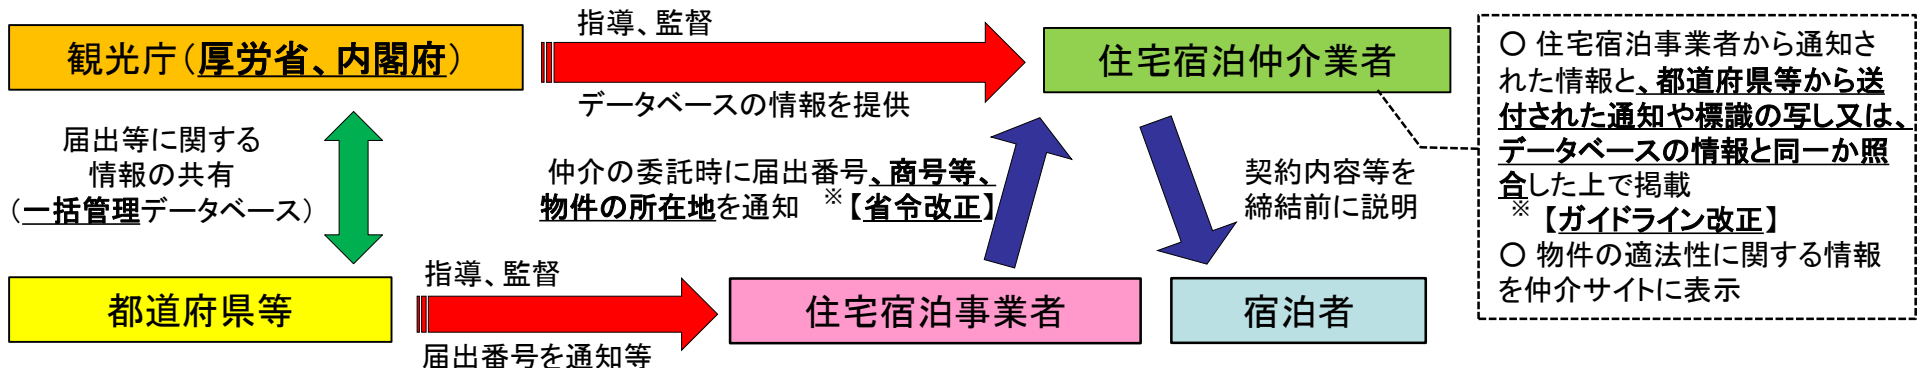 指導、監督
観光庁（厚労省、内閣府）
住宅宿泊仲介業者
データベースの情報を提供
届出等に関する
情報の共有
（一括管理データベース）
仲介の委託時に届出番号、商号等、
物件の所在地を通知　※【省令改正】
契約内容等を
締結前に説明
○ 住宅宿泊事業者から通知さ
れた情報と、都道府県等から送
付された通知や標識の写し又は、
データベースの情報と同一か照
合した上で掲載
※【ガイドライン改正】
○ 物件の適法性に関する情報
を仲介サイトに表示
指導、監督
都道府県等
住宅宿泊事業者
宿泊者
届出番号を通知等